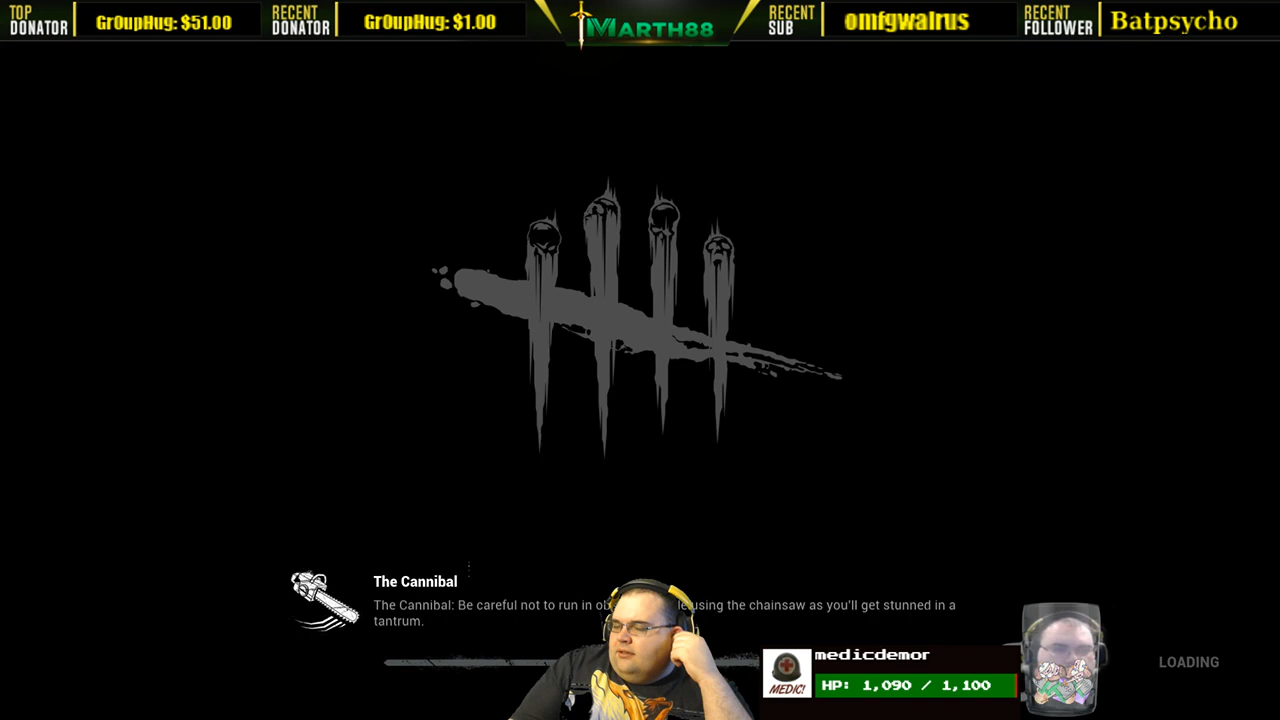 TOP DONATOR
GrOupHug: $51.00
RECENT DONATOR
GrOupHug: $1.00
MARTH88
RECENT SUB
omfgwalrus
RECENT FOLLOWER
Batpsycho
The Cannibal
The Cannibal: Be careful not to run in using the chainsaw as you'll get stunned in a
tantrum.
medicdemor
MEDIC!
HP: 1,090 / 1,100
LOADING